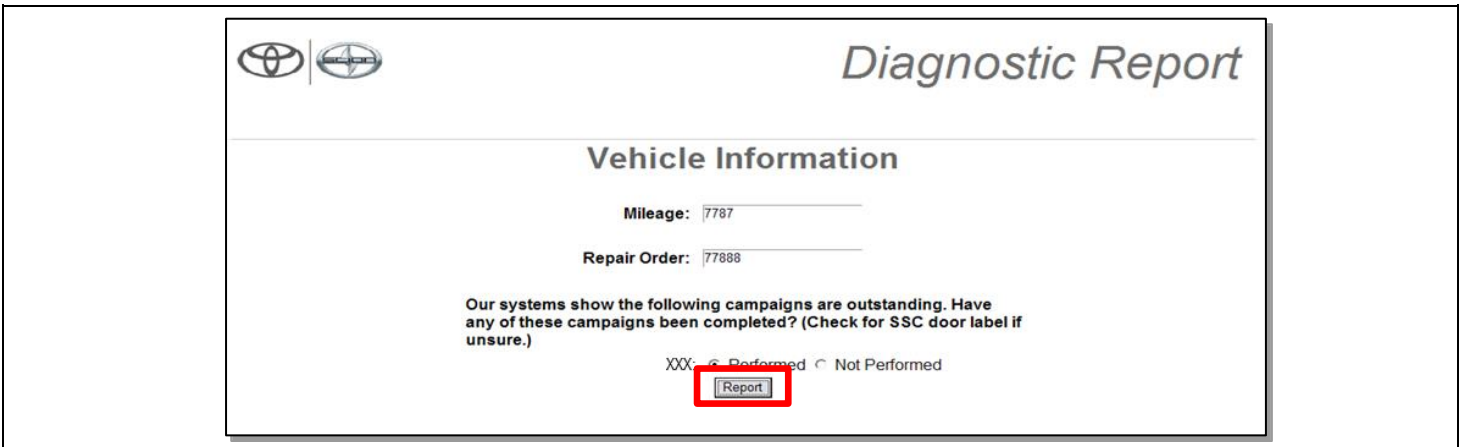 SCION
Diagnostic Report
Vehicle Information
Mileage: 7787
Repair Order: 77888
Our systems show the following campaigns are outstanding. Have
any of these campaigns been completed? (Check for SSC door label if
unsure.)
XXX: Performed Not Performed
Report